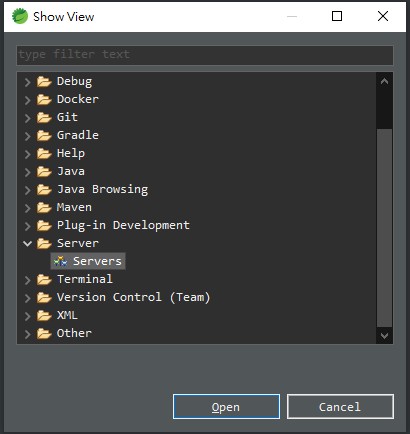 Show View
type filter text
Debug
Docker
Git
Gradle
Help
Java
Java Browsing
Maven
Plug-in Development
Server
Servers
Terminal
Version Control (Team)
XML
Other
Open
Cancel